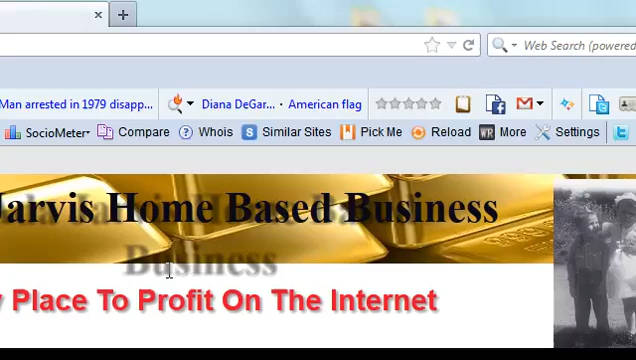 Web Search (powered
Man arrested in 1979 disapp... Diana DeGar... · American flag
SocioMeter Compare Whois Similar Sites Pick Me Reload WR More Settings
Jarvis Home Based Business
Business
Place To Profit On The Internet